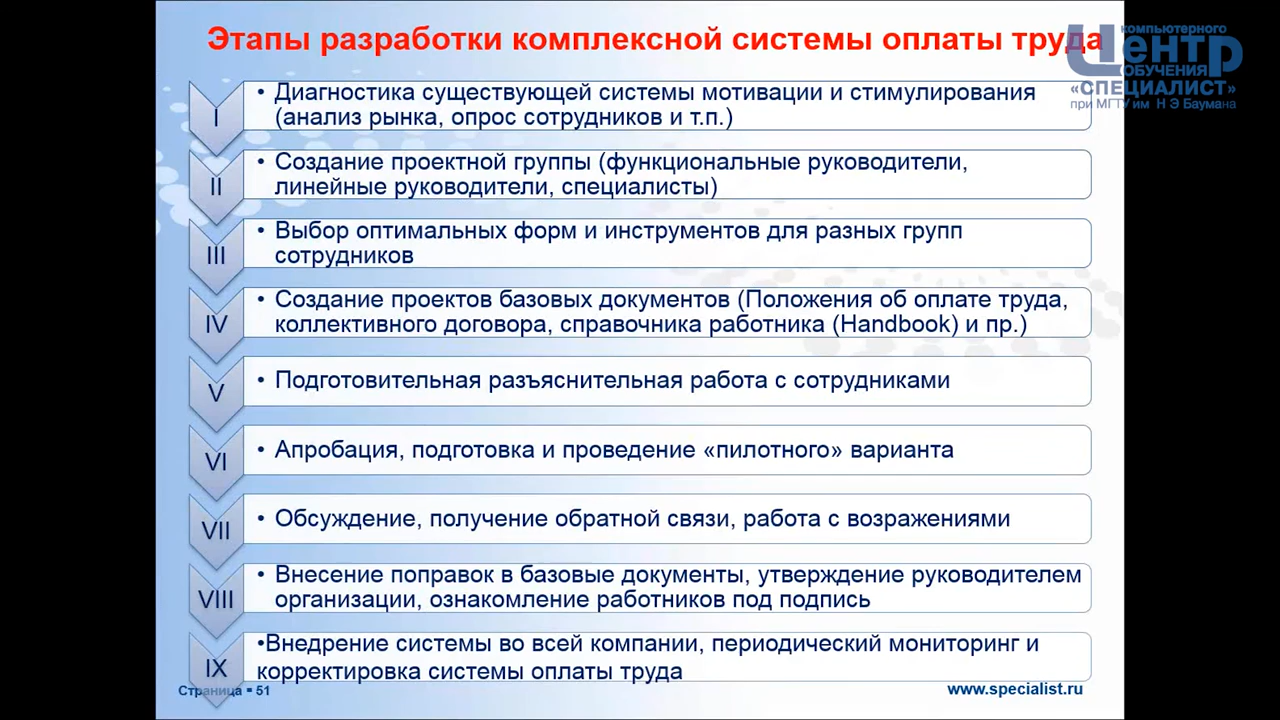 Этапы разработки комплексной системы оплаты труда
компьютерного
Центр
ОБУЧЕНИЯ
«СПЕЦИАЛИСТ»
при МГТУ им Н Э Баумана
I
• Диагностика существующей системы мотивации и стимулирования
(анализ рынка, опрос сотрудников и т.п.)
II
• Создание проектной группы (функциональные руководители,
линейные руководители, специалисты)
III
• Выбор оптимальных форм и инструментов для разных групп
сотрудников
IV
• Создание проектов базовых документов (Положения об оплате труда,
коллективного договора, справочника работника (Handbook) и пр.)
V
• Подготовительная разъяснительная работа с сотрудниками
VI
• Апробация, подготовка и проведение «пилотного» варианта
VII
• Обсуждение, получение обратной связи, работа с возражениями
VIII
• Внесение поправок в базовые документы, утверждение руководителем
организации, ознакомление работников под подпись
IX
•Внедрение системы во всей компании, периодический мониторинг и
корректировка системы оплаты труда
Страница ▪ 51
www.specialist.ru